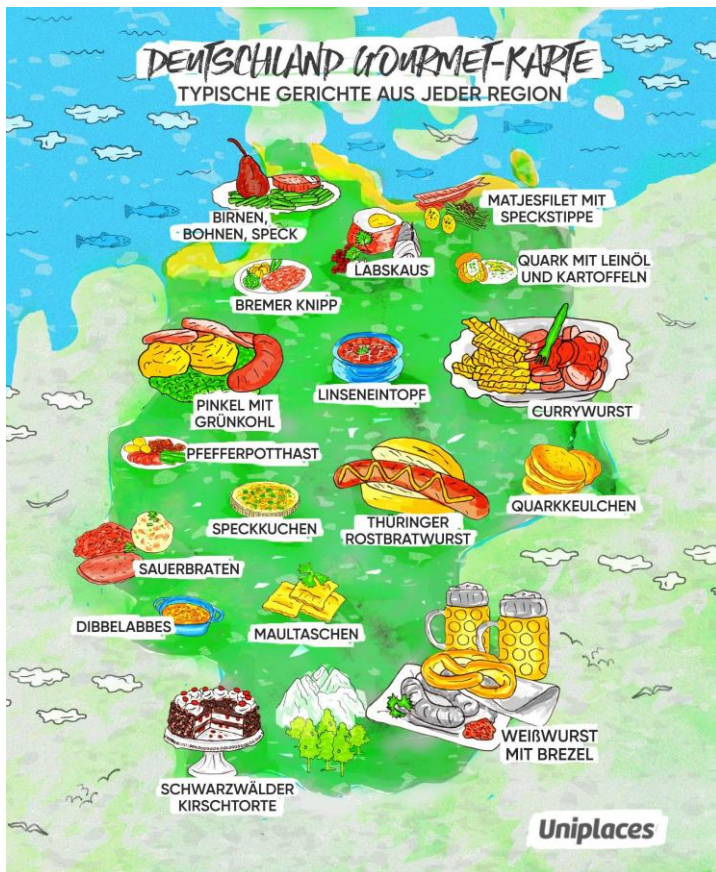 DEUTSCHLAND GOURMET-KARTE
TYPISCHE GERICHTE AUS JEDER REGION
BIRNEN,
BOHNEN, SPECK
MATJESFILET MIT
SPECKSTIPPE
LABSKAUS
QUARK MIT LEINÖL
UND KARTOFFELN
BREMER KNIPP
PINKEL MIT
GRÜNKOHL
LINSENEINTOPF
CURRYWURST
PFEFFERPOTTHAST
SPECKKUCHEN
THÜRINGER
ROSTBRATWURST
QUARKKEULCHEN
SAUERBRATEN
DIBBELABBES
MAULTASCHEN
WEIßWURST
MIT BREZEL
SCHWARZWÄLDER
KIRSCHTORTE
Uniplaces